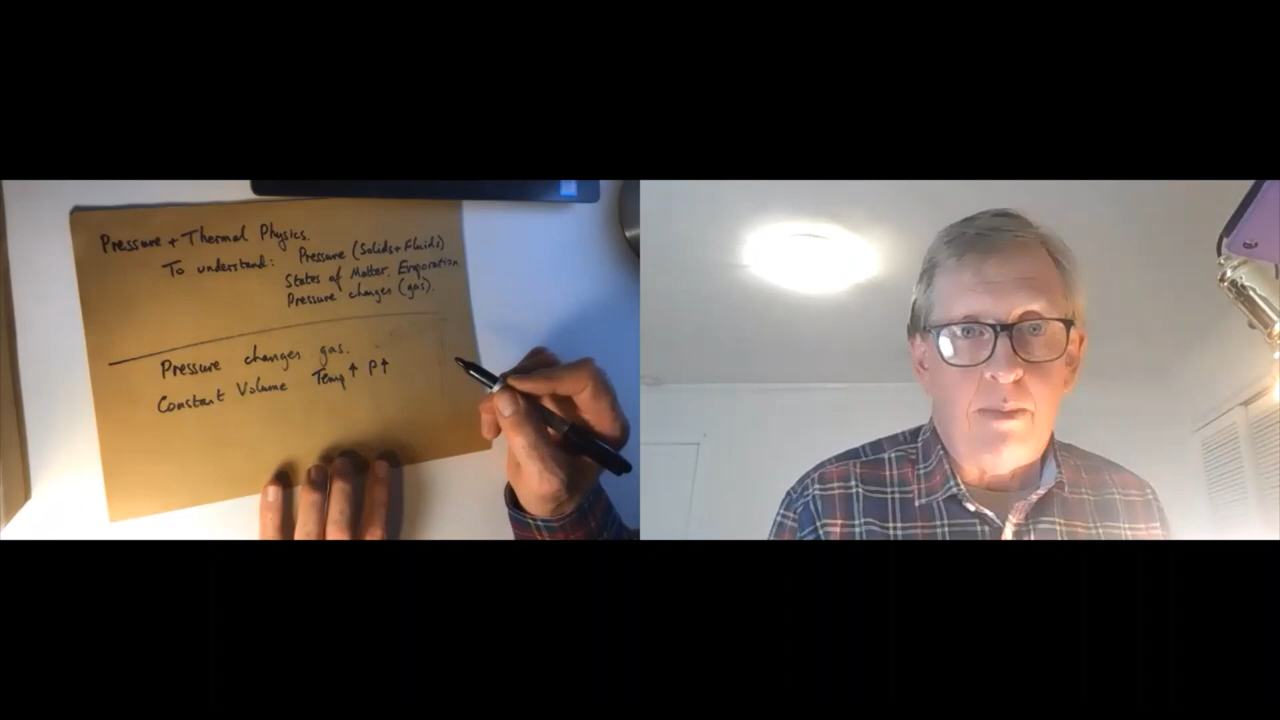 Pressure + Thermal Physics.
To understand: Pressure (Solids + Fluids)
States of Matter. Evaporation
Pressure changes (gas).
Pressure changes gas.
Constant Volume Temp ↑ P ↑